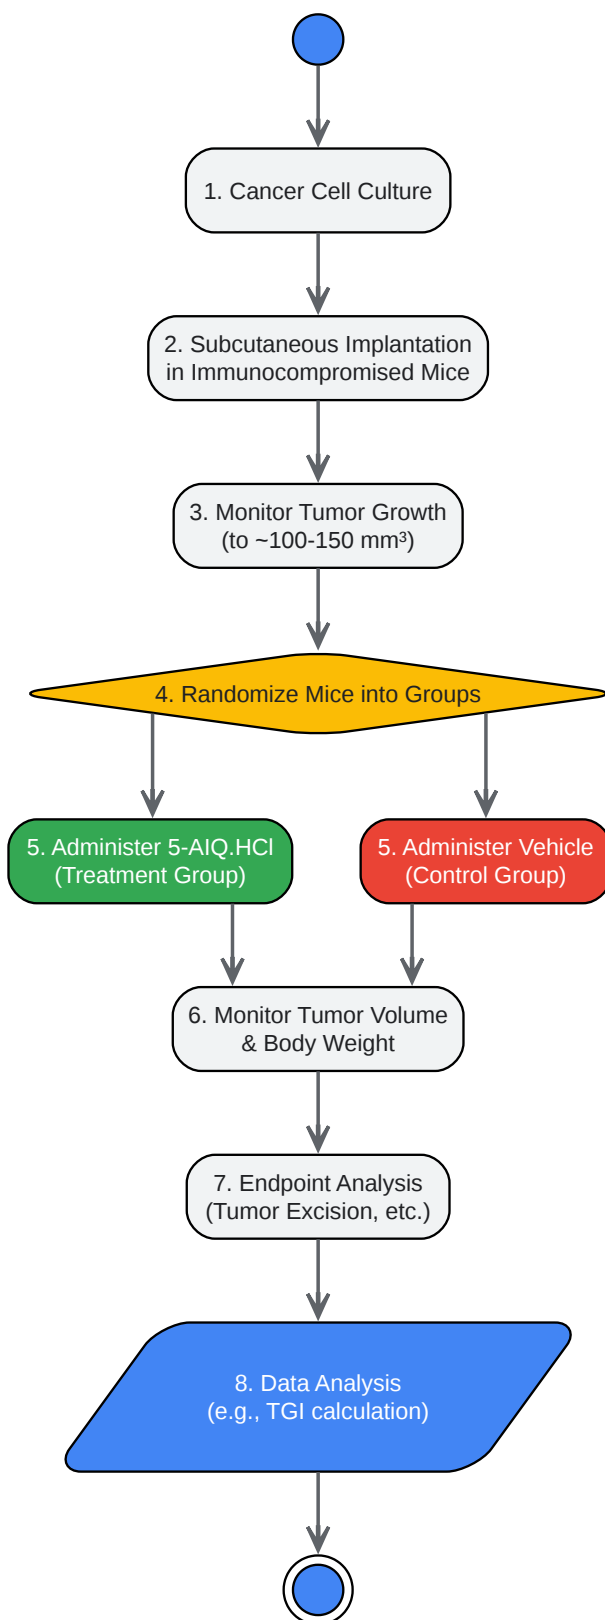 1. Cancer Cell Culture
2. Subcutaneous Implantation
in Immunocompromised Mice
3. Monitor Tumor Growth
(to ~100-150 mm³)
4. Randomize Mice into Groups
5. Administer 5-AIQ.HCl
(Treatment Group)
5. Administer Vehicle
(Control Group)
6. Monitor Tumor Volume
& Body Weight
7. Endpoint Analysis
(Tumor Excision, etc.)
8. Data Analysis
(e.g., TGI calculation)